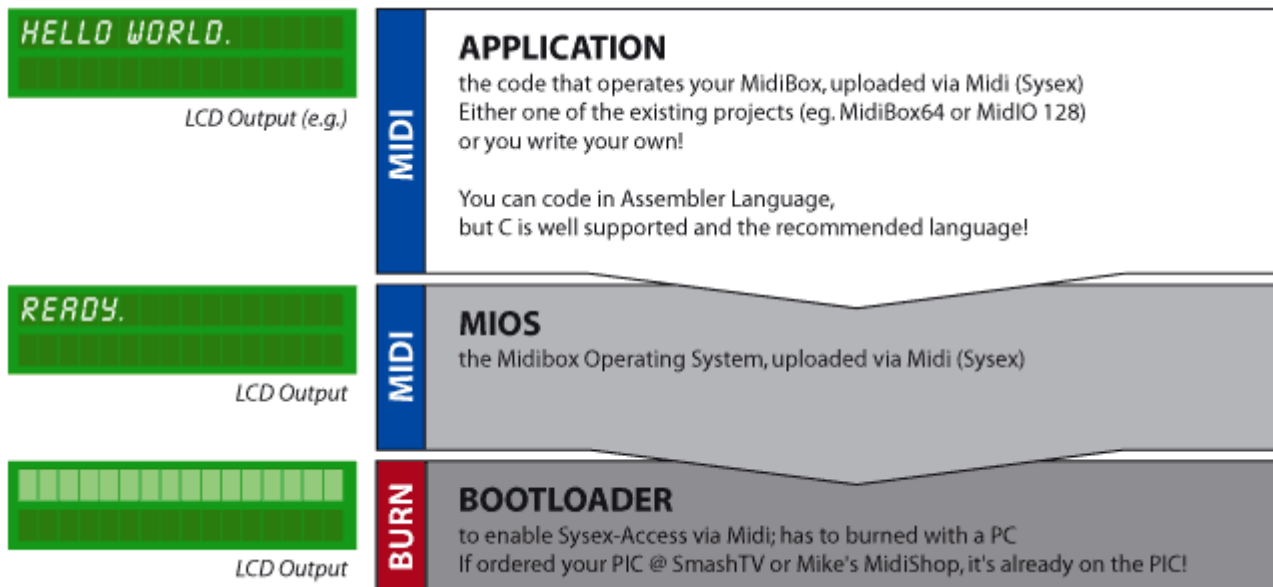 HELLO WORLD.
LCD Output (e.g.)
MIDI
APPLICATION
the code that operates your MidiBox, uploaded via Midi (Sysex)
Either one of the existing projects (eg. MidiBox64 or MidIO 128)
or you write your own!
You can code in Assembler Language,
but C is well supported and the recommended language!
READY.
LCD Output
MIDI
MIOS
the Midibox Operating System, uploaded via Midi (Sysex)
LCD Output
BURN
BOOTLOADER
to enable Sysex-Access via Midi; has to burned with a PC
If ordered your PIC @ SmashTV or Mike's MidiShop, it's already on the PIC!